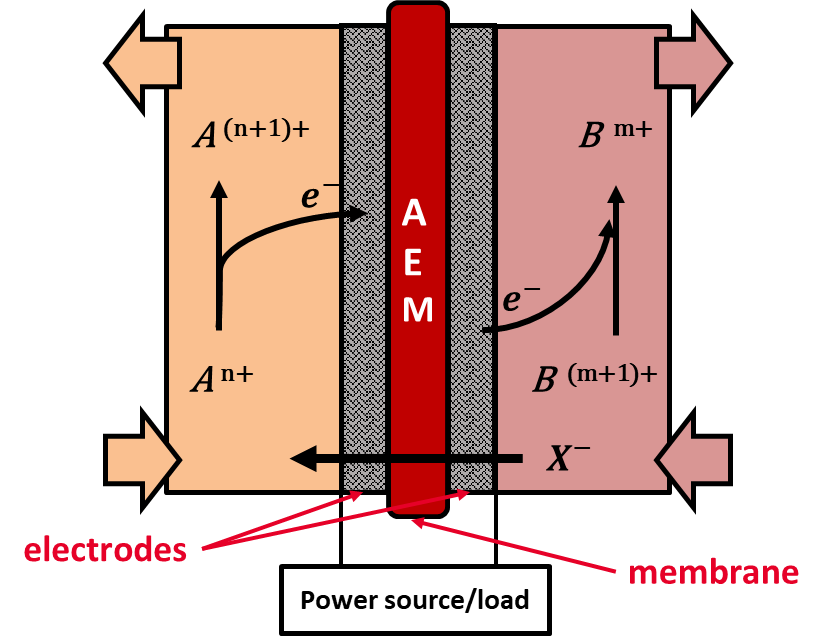 A (n+1)+
B m+
e−
A
E
M
e−
A n+
B (m+1)+
X−
electrodes
membrane
Power source/load